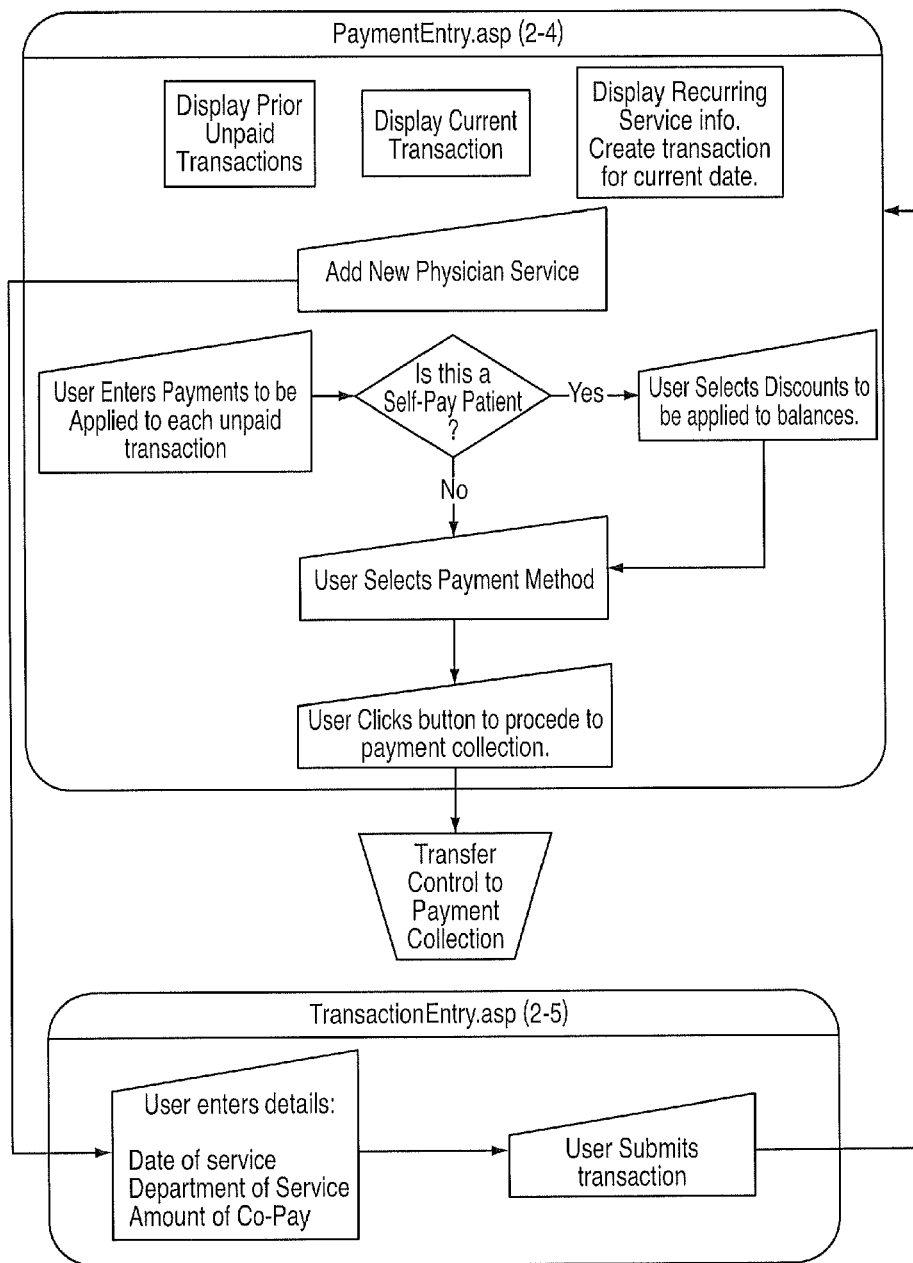 PaymentEntry.asp (2-4)
Display Prior
Unpaid
Transactions
Display Current
Transaction
Display Recurring
Service info.
Create transaction
for current date.
Add New Physician Service
User Enters Payments to be
Applied to each unpaid
transaction
Is this a
Self-Pay Patient
?
Yes
User Selects Discounts to
be applied to balances.
No
User Selects Payment Method
User Clicks button to procede to
payment collection.
Transfer
Control to
Payment
Collection
TransactionEntry.asp (2-5)
User enters details:
Date of service
Department of Service
Amount of Co-Pay
User Submits
transaction